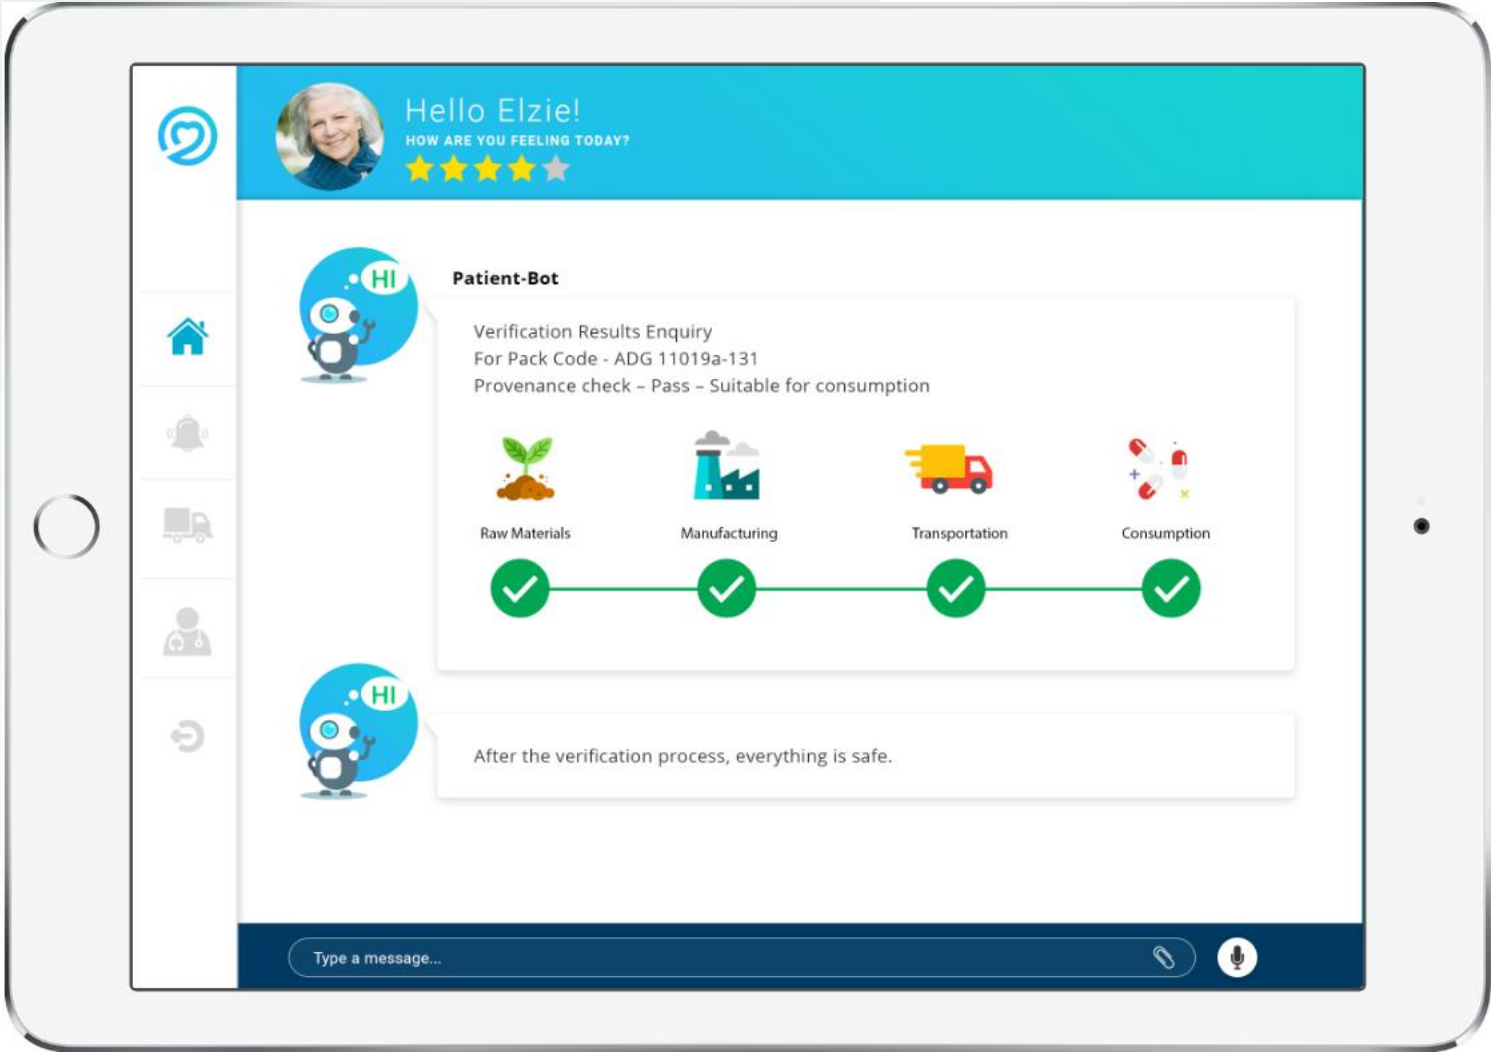 Hello Elzie!
HOW ARE YOU FEELING TODAY?
HI
Patient-Bot
Verification Results Enquiry
For Pack Code - ADG 11019a-131
Provenance check – Pass – Suitable for consumption
Raw Materials
Manufacturing
Transportation
Consumption
HI
After the verification process, everything is safe.
Type a message...